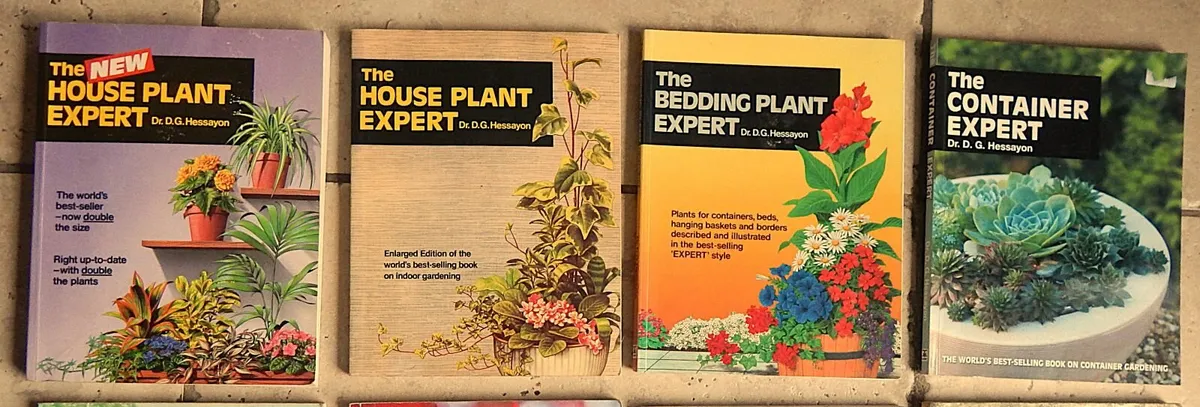 The NEW
HOUSE PLANT
EXPERT Dr. D.G. Hessayon
The world's
best-seller
–now double
the size
Right up-to-date
–with double
the plants
The
HOUSE PLANT
EXPERT Dr. D.G. Hessayon
Enlarged Edition of the
world's best-selling book
on indoor gardening
The
BEDDING PLANT
EXPERT Dr. D.G. Hessayon
Plants for containers, beds,
hanging baskets and borders
described and illustrated
in the best-selling
'EXPERT' style
CONTAINER EXPERT
The
CONTAINER
EXPERT
Dr. D. G. Hessayon
THE WORLD'S BEST-SELLING BOOK ON CONTAINER GARDENING